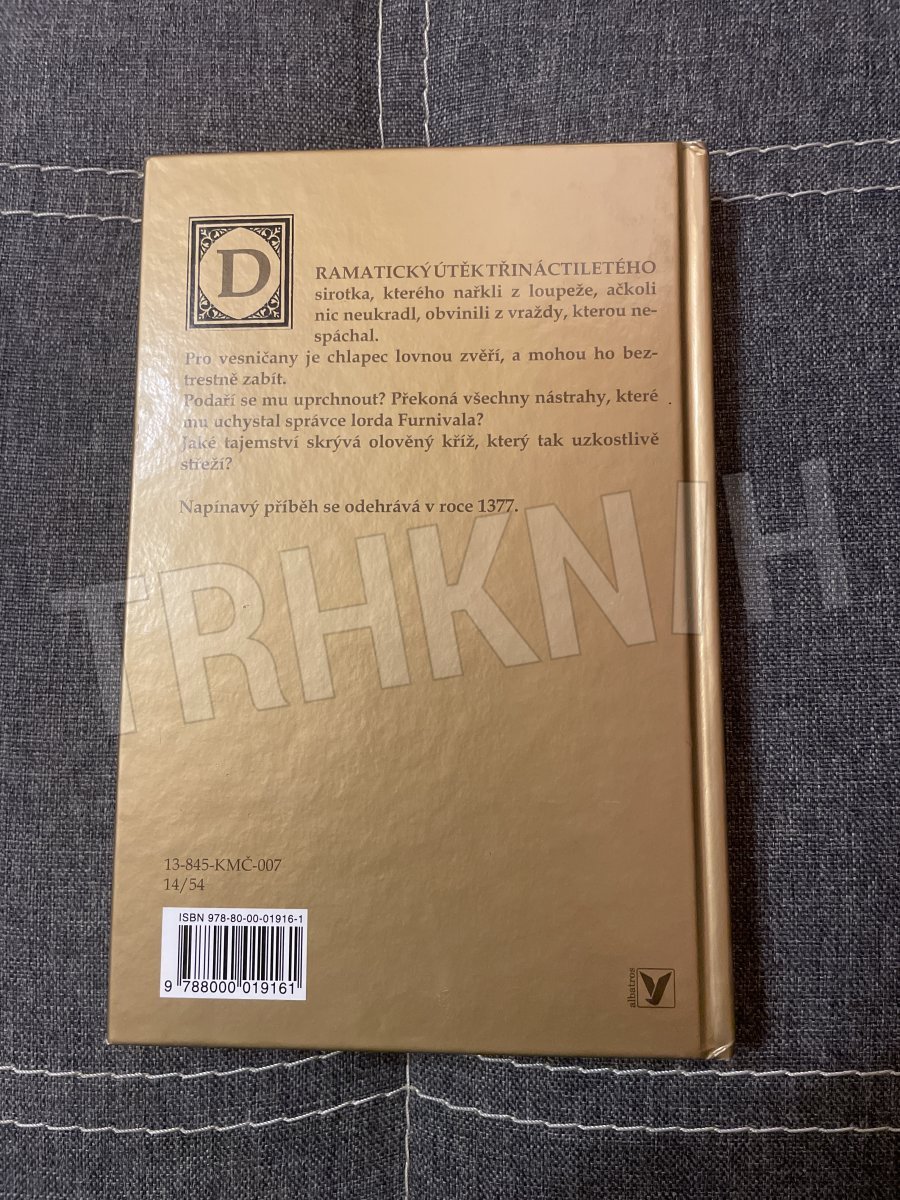 D
RAMATICKÝ ÚTĚK TŘINÁCTILETÉHO
sirotka, kterého nařkli z loupeže, ačkoli
nic neukradl, obvinili z vraždy, kterou ne-
spáchal.
Pro vesničany je chlapec lovnou zvěří, a mohou ho bez-
trestně zabít.
Podaří se mu uprchnout? Překoná všechny nástrahy, které
mu uchystal správce lorda Furnivala?
Jaké tajemství skrývá olověný kříž, který tak uzkostlivě
střeží?
Napínavý příběh se odehrává v roce 1377.
TRHKNIH
13-845-KMČ-007
14/54
ISBN 978-80-00-01916-1
9 788000 019161
albatros